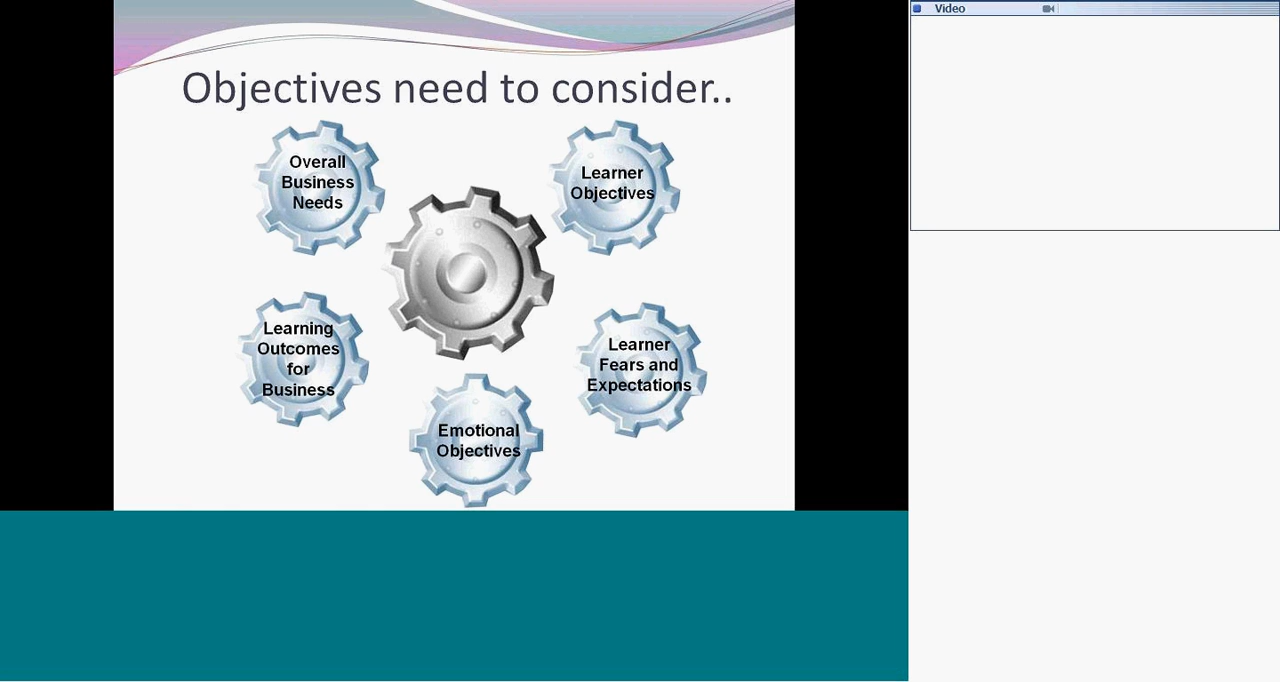 Video
Objectives need to consider..
Overall
Business
Needs
Learner
Objectives
Learning
Outcomes
for
Business
Learner
Fears and
Expectations
Emotional
Objectives